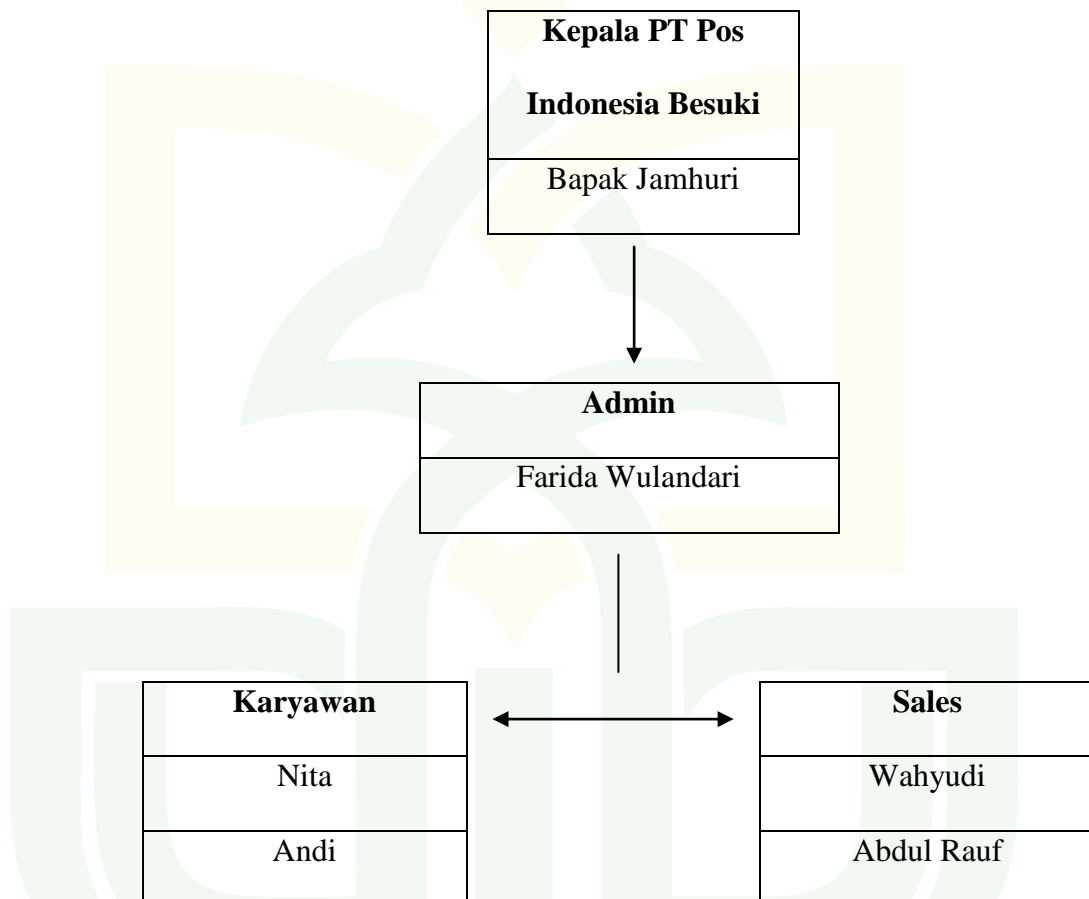 Kepala PT Pos
Indonesia Besuki
Bapak Jamhuri
Admin
Farida Wulandari
Karyawan
Nita
Andi
Sales
Wahyudi
Abdul Rauf